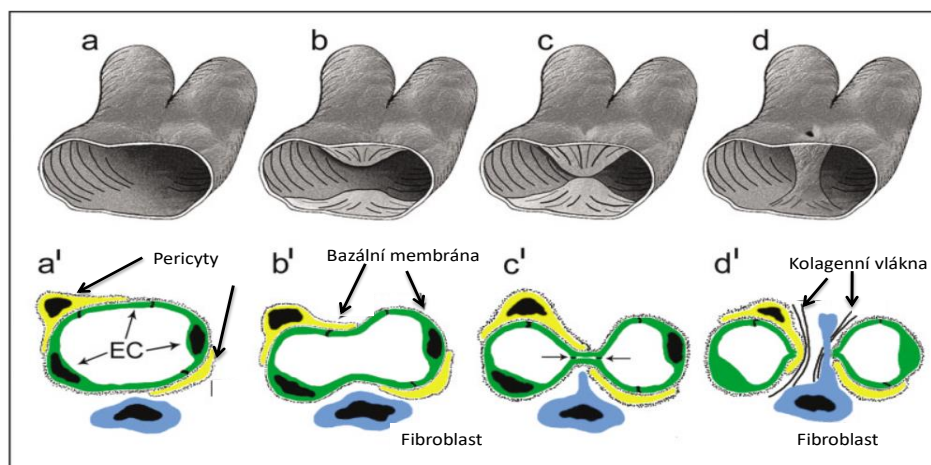 a b c d
a' Pericyty b' Bazální membrána c' d' Kolagenní vlákna
EC
Fibroblast Fibroblast